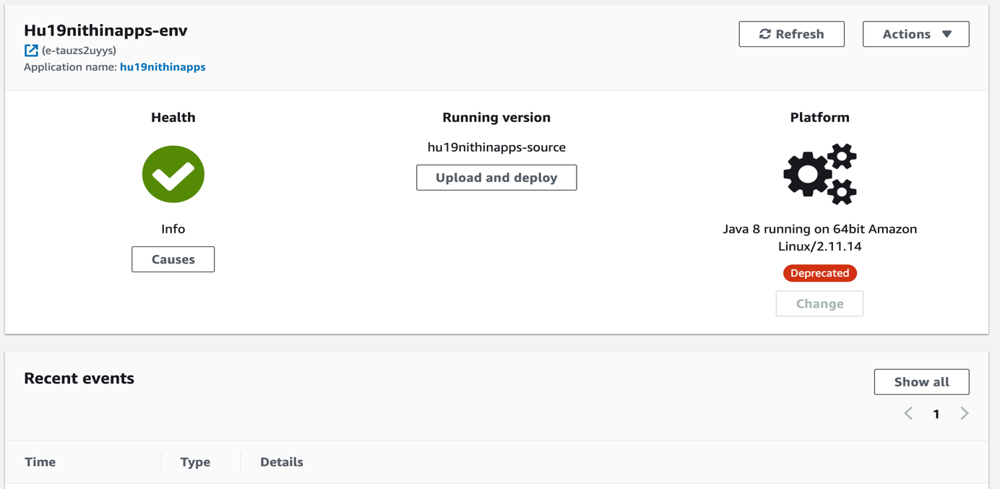 Hu19nithinapps-env
(e-tauzs2uyys)
Application name: hu19nithinapps
Refresh
Actions
Health
Info
Causes
Running version
hu19nithinapps-source
Upload and deploy
Platform
Java 8 running on 64bit Amazon
Linux/2.11.14
Deprecated
Change
Recent events
Show all
1
Time
Type
Details